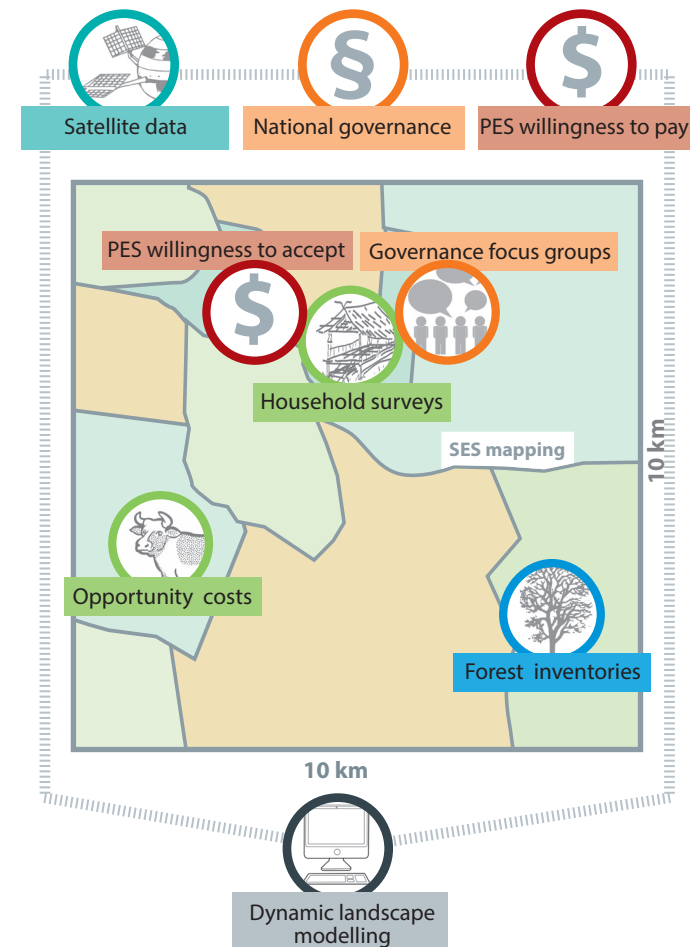 $
§
$
Satellite data
National governance
PES willingness to pay
PES willingness to accept
Governance focus groups
$
Household surveys
SES mapping
10 km
Opportunity costs
Forest inventories
10 km
Dynamic landscape
modelling